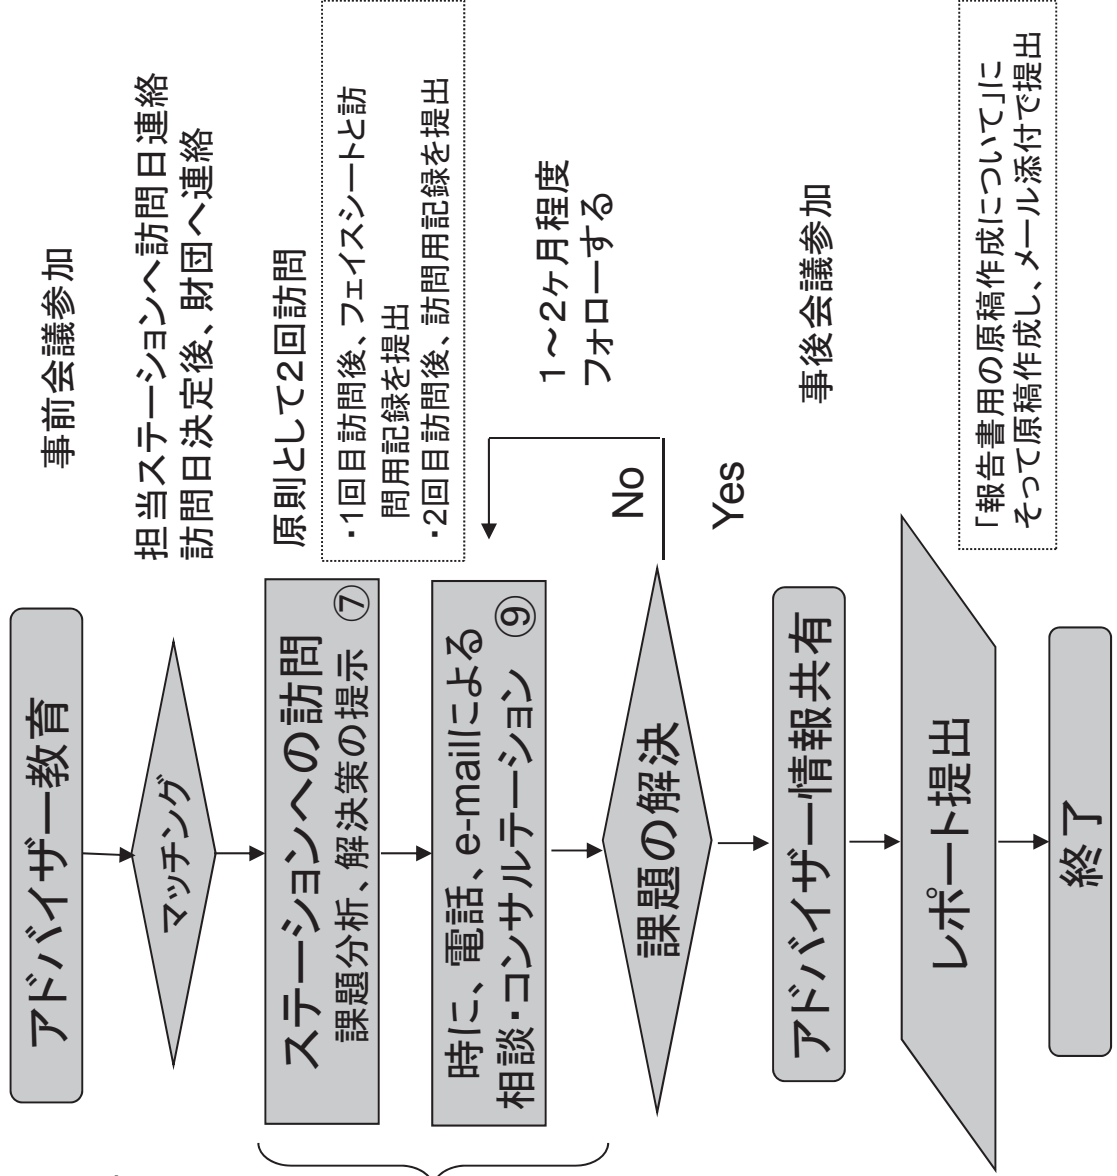 アドバイザー教育
事前会議参加
マッチング
担当ステーションへ訪問日連絡
訪問日決定後、財団へ連絡
ステーションへの訪問
課題分析、解決策の提示 ⑦
原則として2回訪問
・1回目訪問後、フェイスシートと訪
問用記録を提出
・2回目訪問後、訪問用記録を提出
時に、電話、e-mailによる
相談・コンサルテーション ⑨
1～2ヶ月程度
フォローする
課題の解決
No
Yes
アドバイザー情報共有
事後会議参加
レポート提出
「報告書用の原稿作成について」に
そって原稿作成し、メール添付で提出
終了